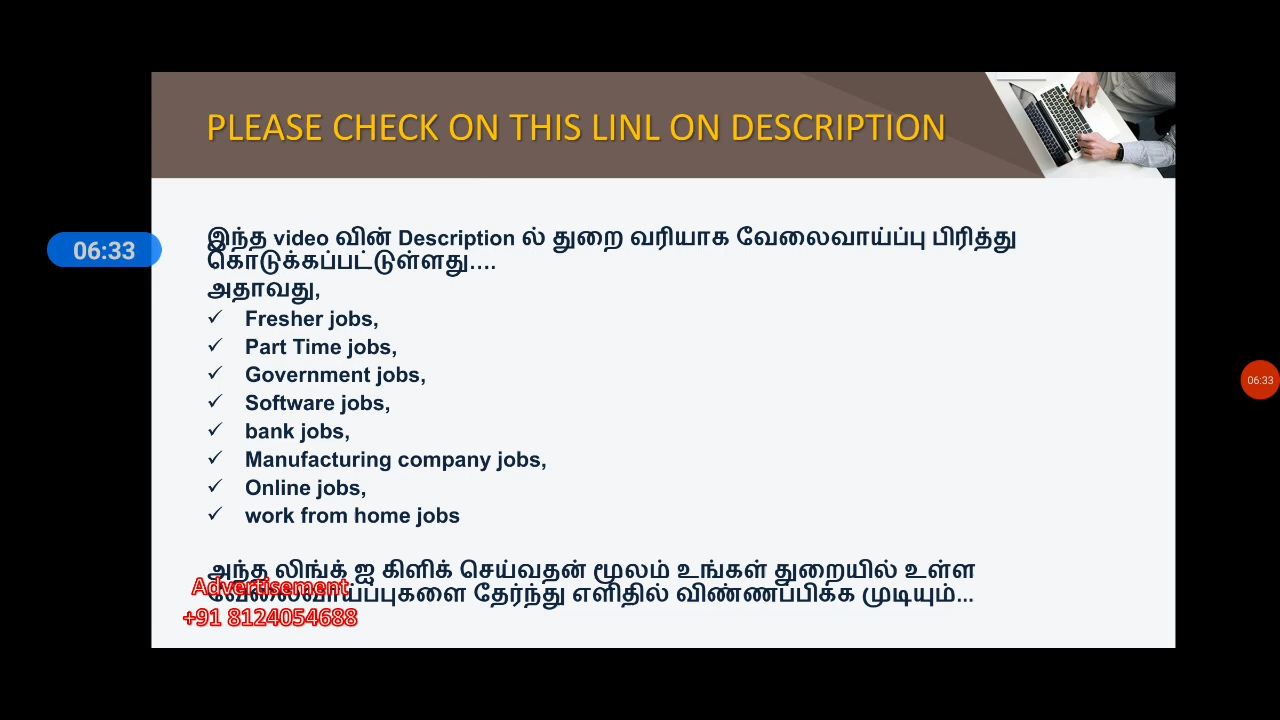 PLEASE CHECK ON THIS LINL ON DESCRIPTION
இந்த video வின் Description ல் துறை வரியாக வேலைவாய்ப்பு பிரித்து
கொடுக்கப்பட்டுள்ளது....
06:33
அதாவது,
✓ Fresher jobs,
✓ Part Time jobs,
✓ Government jobs,
06:33
✓ Software jobs,
✓ bank jobs,
✓ Manufacturing company jobs,
✓ Online jobs,
✓ work from home jobs
அந்த லிங்க் ஐ கிளிக் செய்வதன் மூலம் உங்கள் துறையில் உள்ள
வேலைவாய்ப்புகளை தேர்ந்து எளிதில் விண்ணப்பிக்க முடியும்...
Advertisement
+91 8124054688